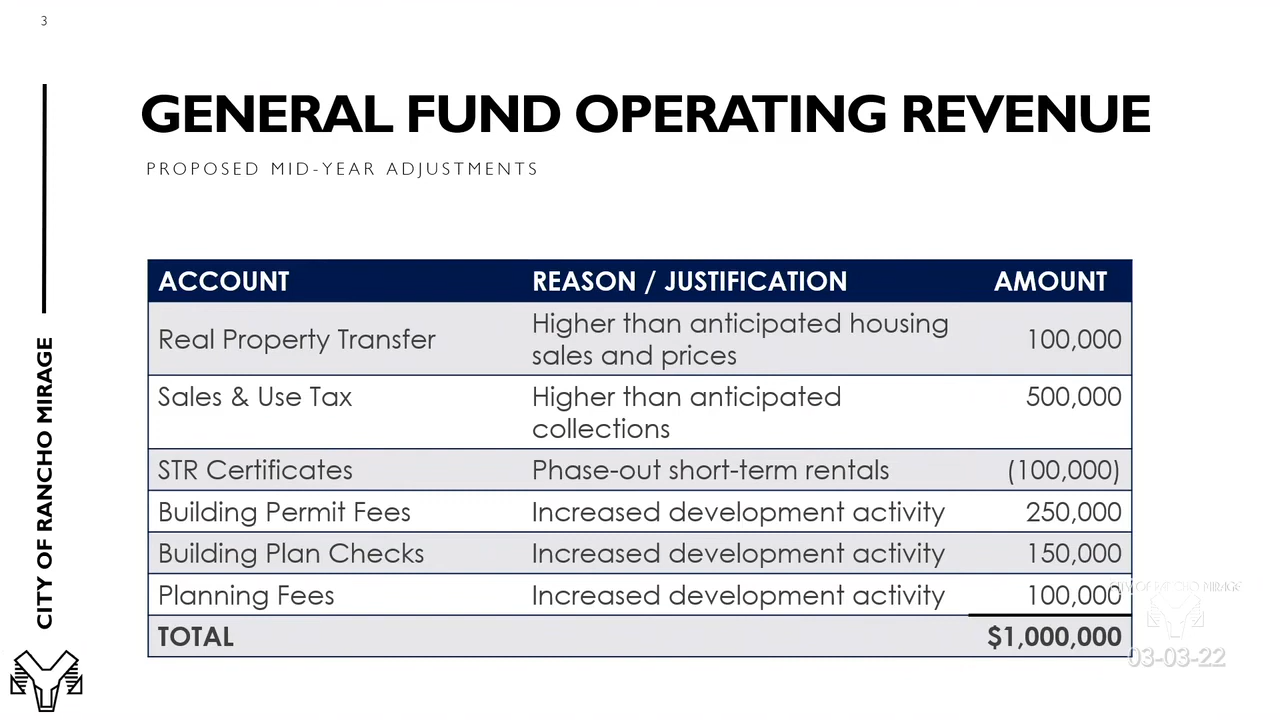 3
GENERAL FUND OPERATING REVENUE
PROPOSED MID-YEAR ADJUSTMENTS
CITY OF RANCHO MIRAGE
ACCOUNT REASON / JUSTIFICATION AMOUNT
Real Property Transfer Higher than anticipated housing 100,000
sales and prices
Sales & Use Tax Higher than anticipated 500,000
collections
STR Certificates Phase-out short-term rentals (100,000)
Building Permit Fees Increased development activity 250,000
Building Plan Checks Increased development activity 150,000
Planning Fees Increased development activity 100,000
TOTAL $1,000,000
CITY OF RANCHO MIRAGE
03-03-22